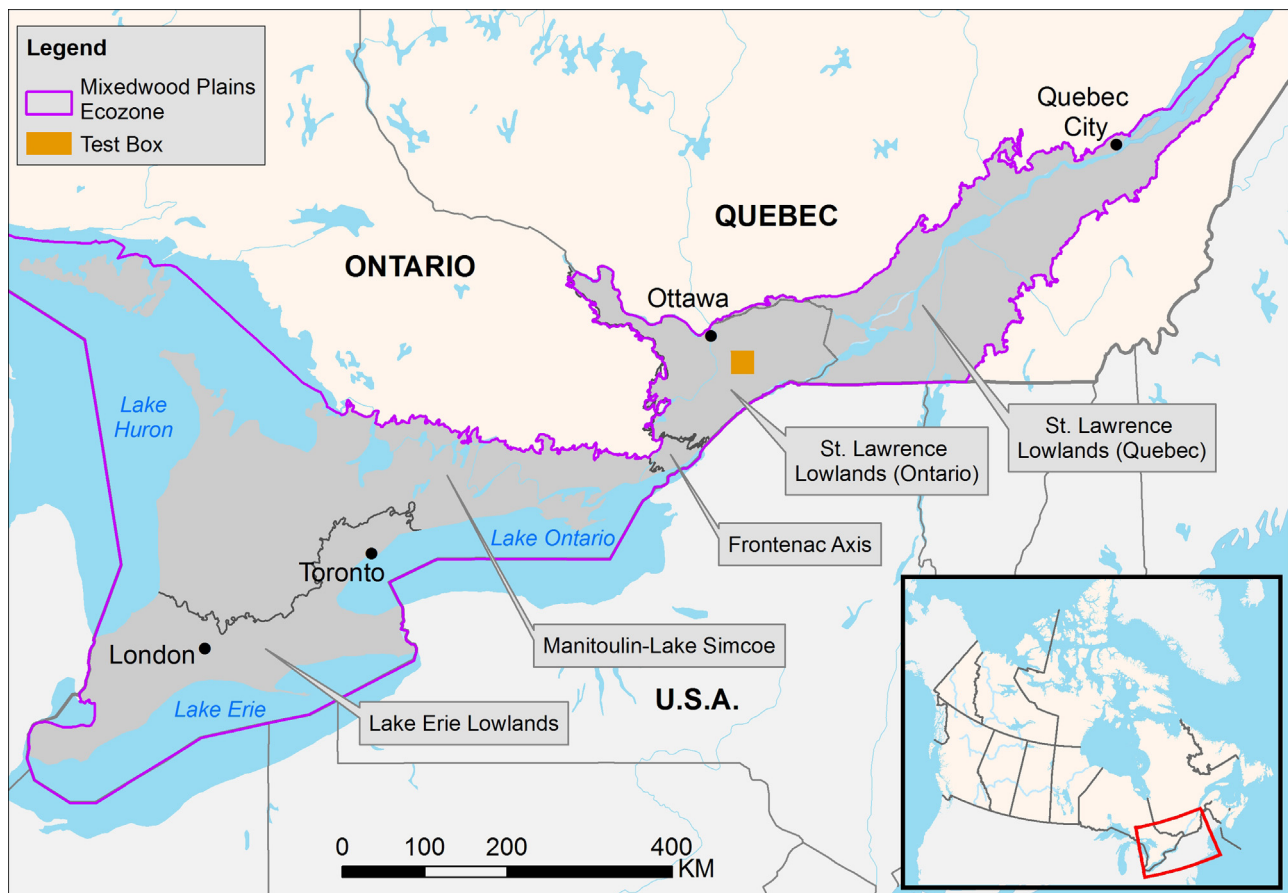 Legend
Mixedwood Plains
Ecozone
Test Box
Quebec
City
QUEBEC
ONTARIO
Ottawa
Lake
Huron
St. Lawrence
Lowlands (Quebec)
St. Lawrence
Lowlands (Ontario)
Lake Ontario
Frontenac Axis
Toronto
Manitoulin-Lake Simcoe
London
U.S.A.
Lake Erie
Lake Erie Lowlands
0 100 200 400
KM